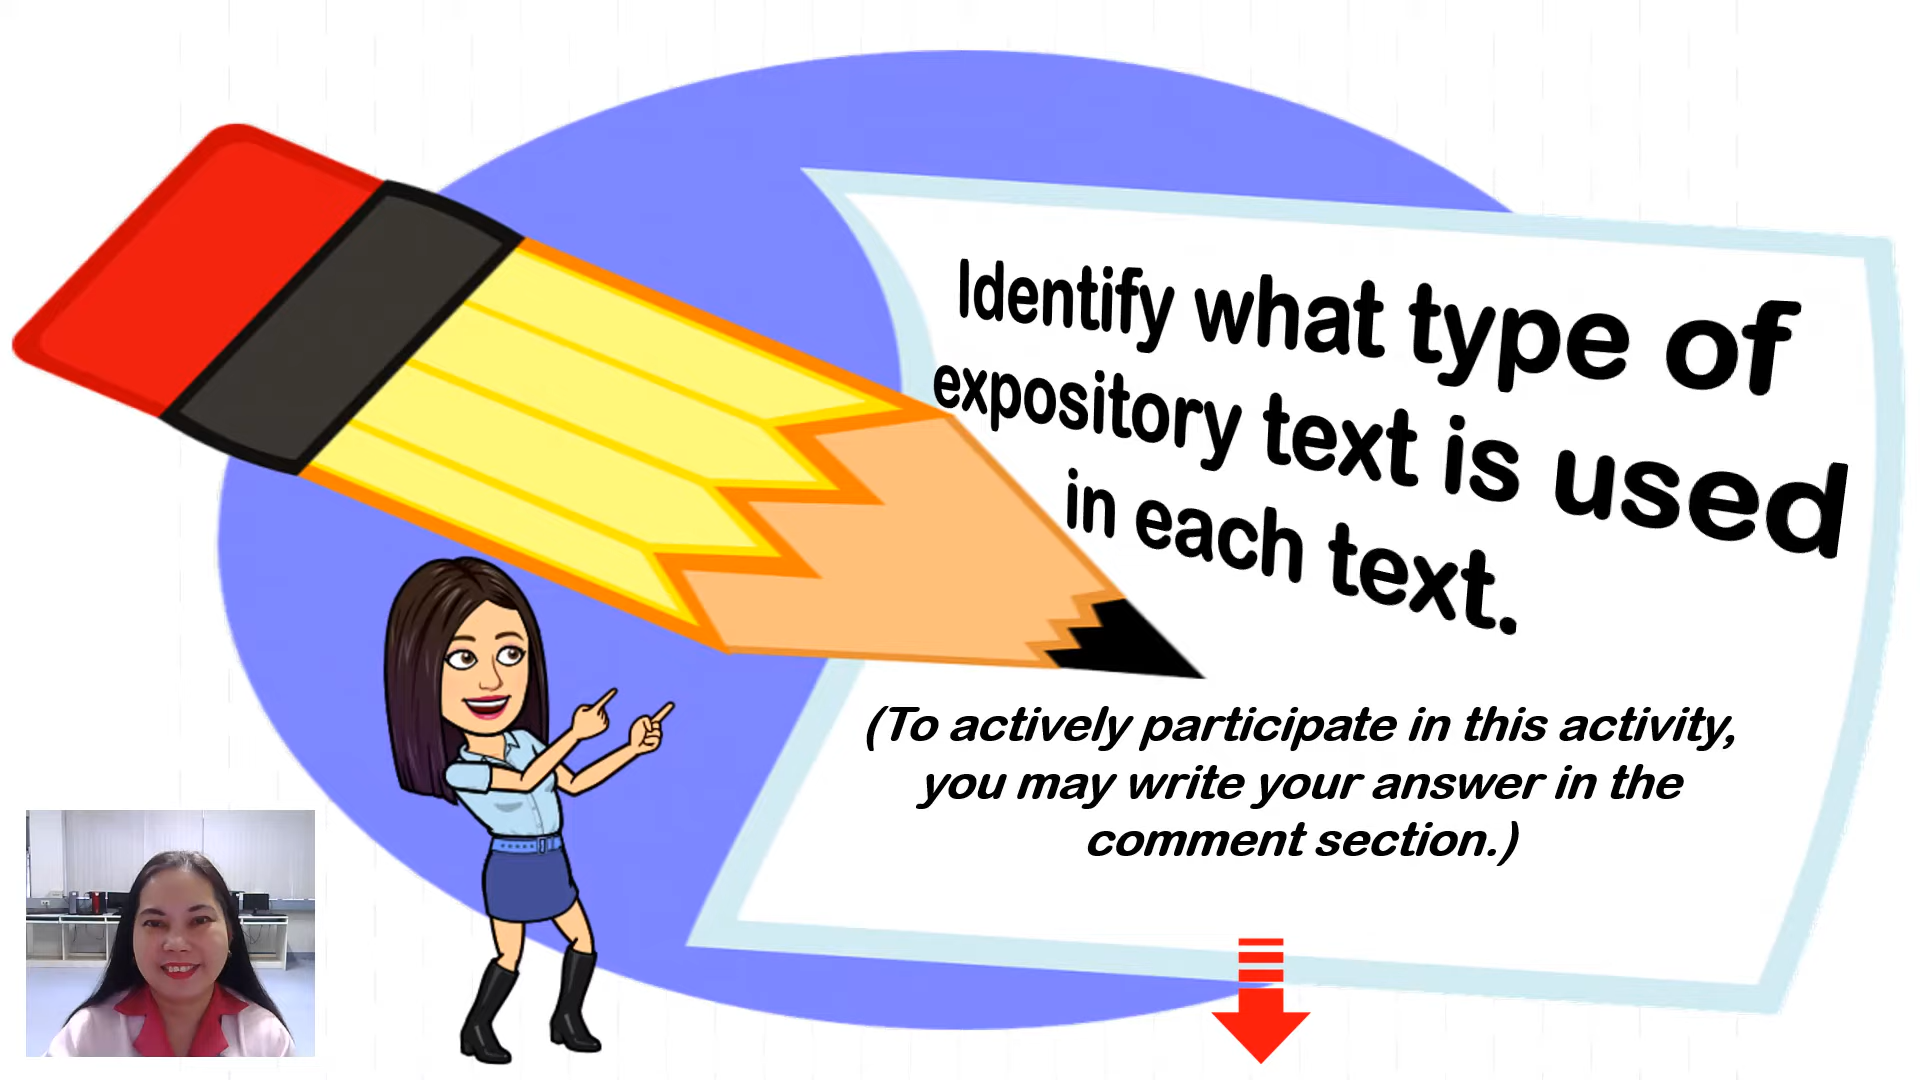 Identify what type of
expository text is used
in each text.
(To actively participate in this activity,
you may write your answer in the
comment section.)